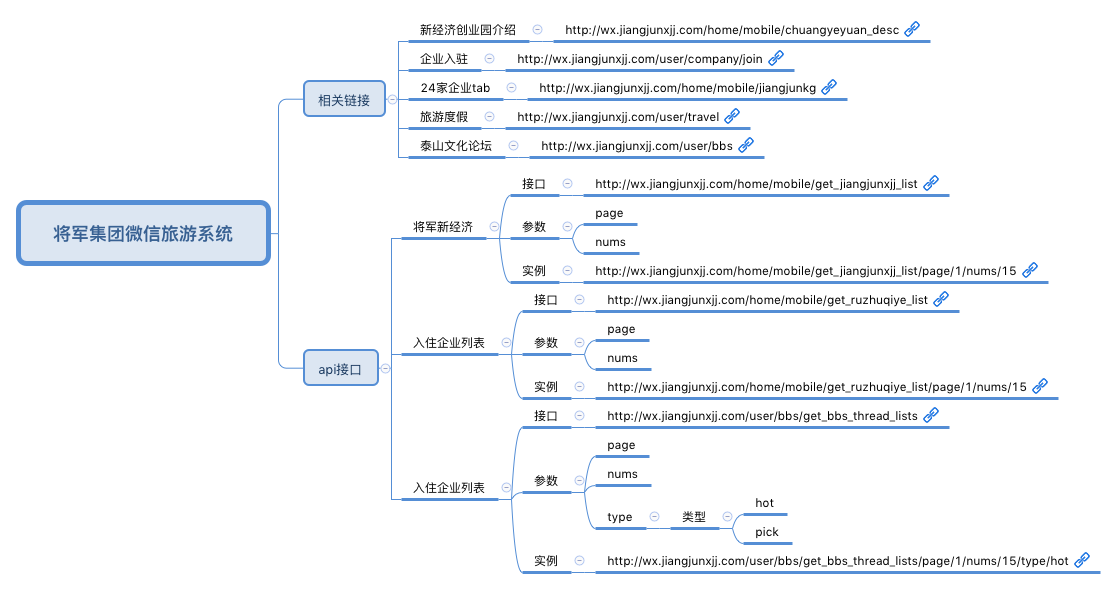 将军集团微信旅游系统
相关链接
新经济创业园介绍
http://wx.jiangjunxjj.com/home/mobile/chuangyeyuan_desc
企业入驻
http://wx.jiangjunxjj.com/user/company/join
24家企业tab
http://wx.jiangjunxjj.com/home/mobile/jiangjunkg
旅游度假
http://wx.jiangjunxjj.com/user/travel
泰山文化论坛
http://wx.jiangjunxjj.com/user/bbs
api接口
将军新经济
接口
http://wx.jiangjunxjj.com/home/mobile/get_jiangjunxjj_list
参数
page
nums
实例
http://wx.jiangjunxjj.com/home/mobile/get_jiangjunxjj_list/page/1/nums/15
入住企业列表
接口
http://wx.jiangjunxjj.com/home/mobile/get_ruzhuqiye_list
参数
page
nums
实例
http://wx.jiangjunxjj.com/home/mobile/get_ruzhuqiye_list/page/1/nums/15
入住企业列表
接口
http://wx.jiangjunxjj.com/user/bbs/get_bbs_thread_lists
参数
page
nums
type
类型
hot
pick
实例
http://wx.jiangjunxjj.com/user/bbs/get_bbs_thread_lists/page/1/nums/15/type/hot